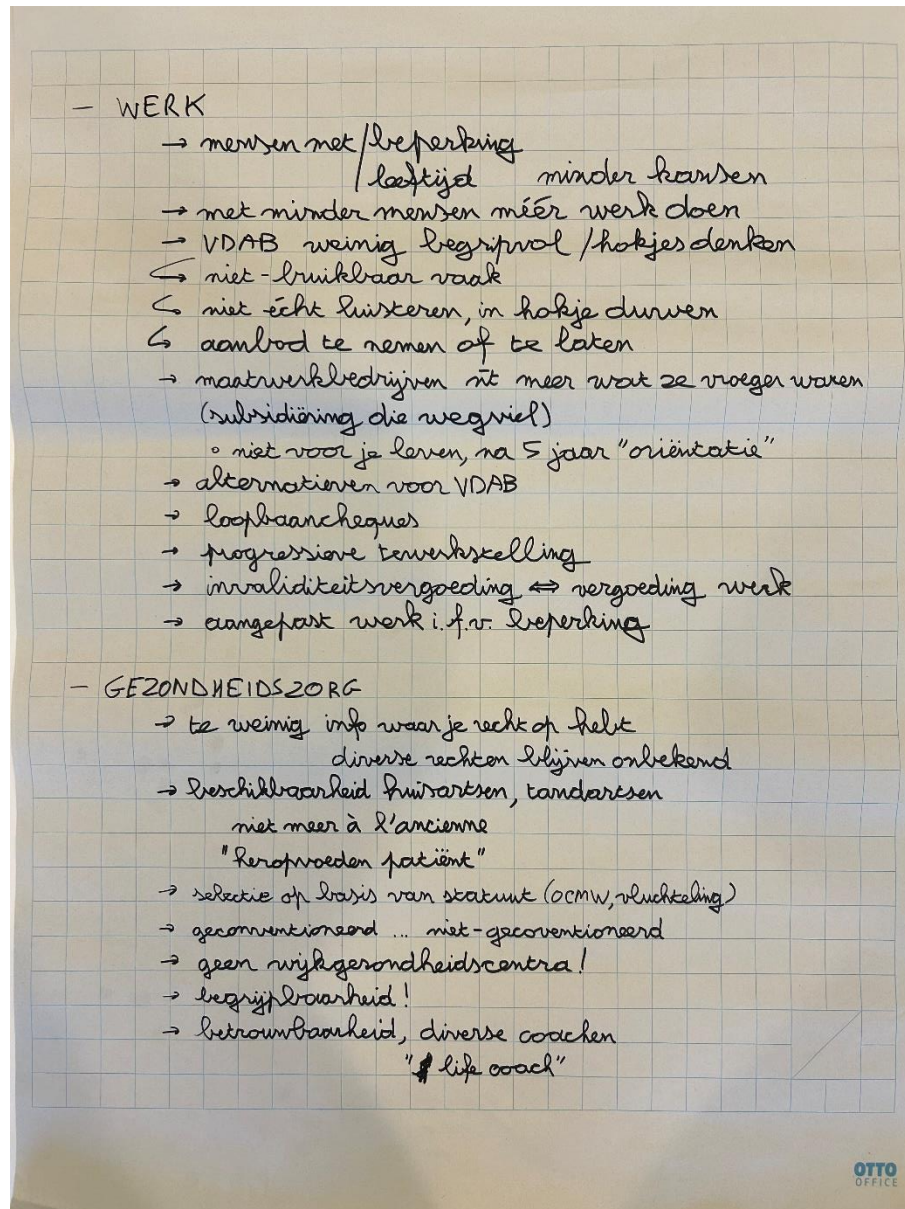 - WERK
→ mensen met / beperking
/ leeftijd minder kansen
→ met minder mensen méér werk doen
→ VDAB weinig begripvol / hokjesdenken
↪ niet-bruikbaar vaak
↪ niet écht luisteren, in hokje duwen
↪ aanbod te nemen of te laten
→ maatwerkbedrijven nt meer wat ze vroeger waren
(subsidiëring die wegviel)
° niet voor je leven, na 5 jaar "oriëntatie"
→ alternatieven voor VDAB
→ loopbaancheques
→ progressieve tewerkstelling
→ invaliditeitsvergoeding ⇔ vergoeding werk
→ aangepast werk i.f.v. beperking
- GEZONDHEIDSZORG
→ te weinig info waar je recht op hebt
diverse rechten blijven onbekend
→ beschikbaarheid huisartsen, tandartsen
niet meer à l'ancienne
"heropvoeden patiënt"
→ selectie op basis van statuut (OCMW, vluchteling)
→ geconventioneerd ... niet-gecoventioneerd
→ geen wijkgezondheidscentra!
→ begrijpbaarheid!
→ betrouwbaarheid, diverse coachen
"life coach"
OTTO
OFFICE